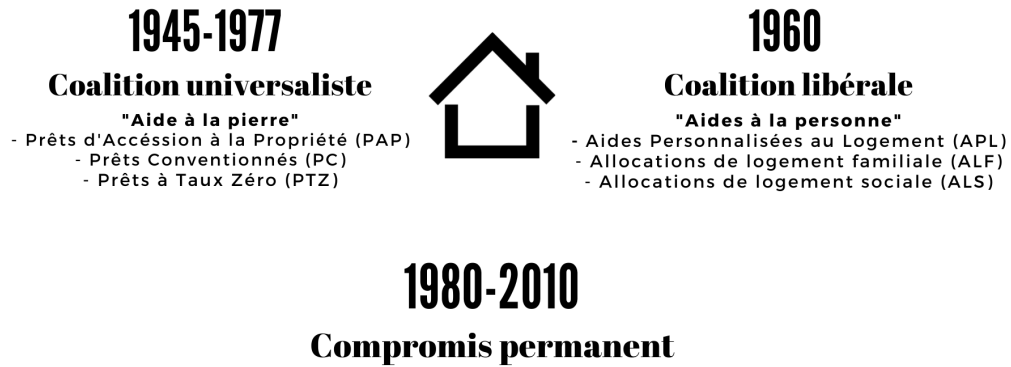 1945-1977
Coalition universaliste
"Aide à la pierre"
- Prêts d'Accéssion à la Propriété (PAP)
- Prêts Conventionnés (PC)
- Prêts à Taux Zéro (PTZ)
1960
Coalition libérale
"Aides à la personne"
- Aides Personnalisées au Logement (APL)
- Allocations de logement familiale (ALF)
- Allocations de logement sociale (ALS)
1980-2010
Compromis permanent